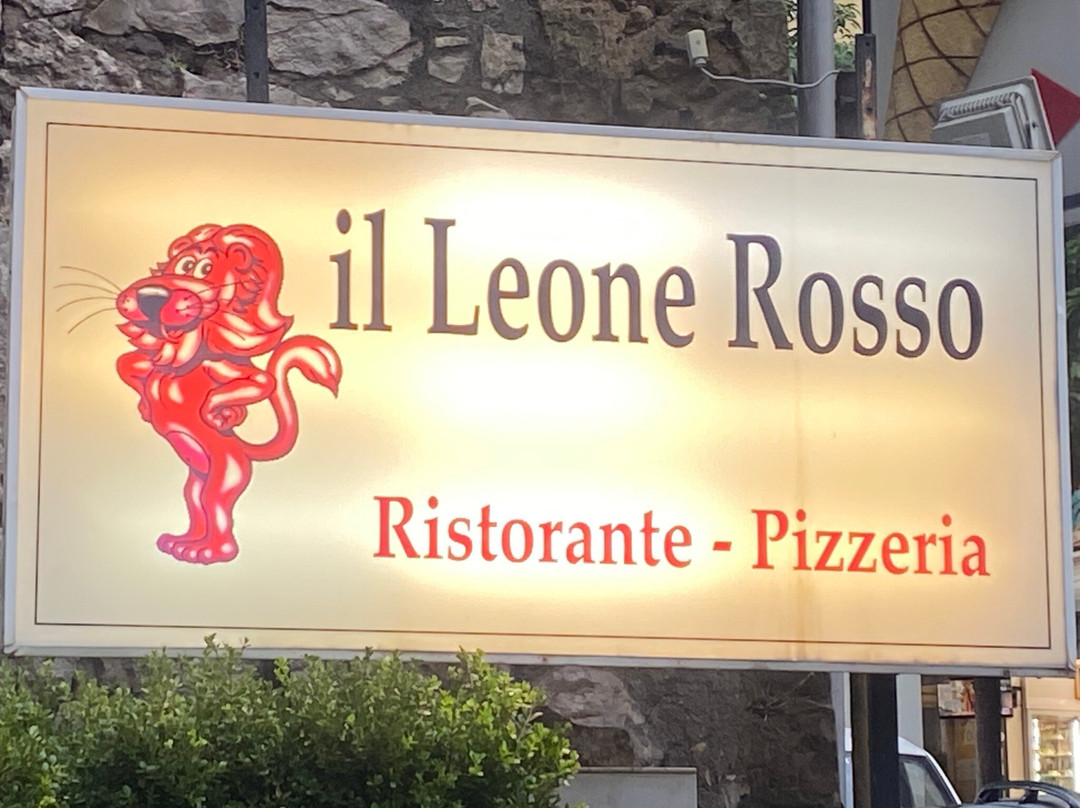 il Leone Rosso
Ristorante - Pizzeria